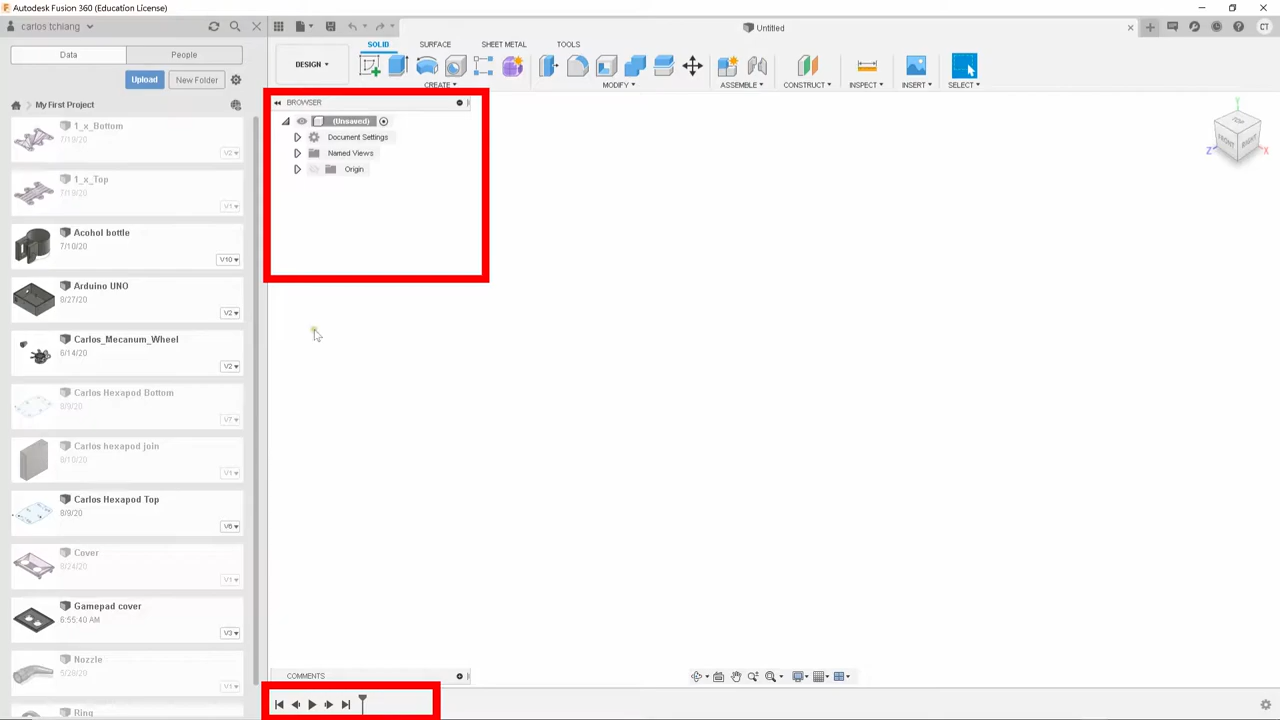 Autodesk Fusion 360 (Education License)
carlos tchiang
Untitled
CT
Data
People
Upload
New Folder
My First Project
1_x_Bottom
7/19/20
V2
1_x_Top
7/19/20
V1
Acohol bottle
7/10/20
V10
Arduino UNO
8/27/20
V2
Carlos_Mecanum_Wheel
6/14/20
V2
Carlos Hexapod Bottom
8/9/20
V7
Carlos hexapod join
8/10/20
V1
Carlos Hexapod Top
8/9/20
V6
Cover
8/24/20
V1
Gamepad cover
6:55:40 AM
V3
Nozzle
5/28/20
V1
Ring
SOLID
SURFACE
SHEET METAL
TOOLS
DESIGN
CREATE
MODIFY
ASSEMBLE
CONSTRUCT
INSPECT
INSERT
SELECT
BROWSER
(Unsaved)
Document Settings
Named Views
Origin
TOP
FRONT
RIGHT
Y
Z
X
COMMENTS